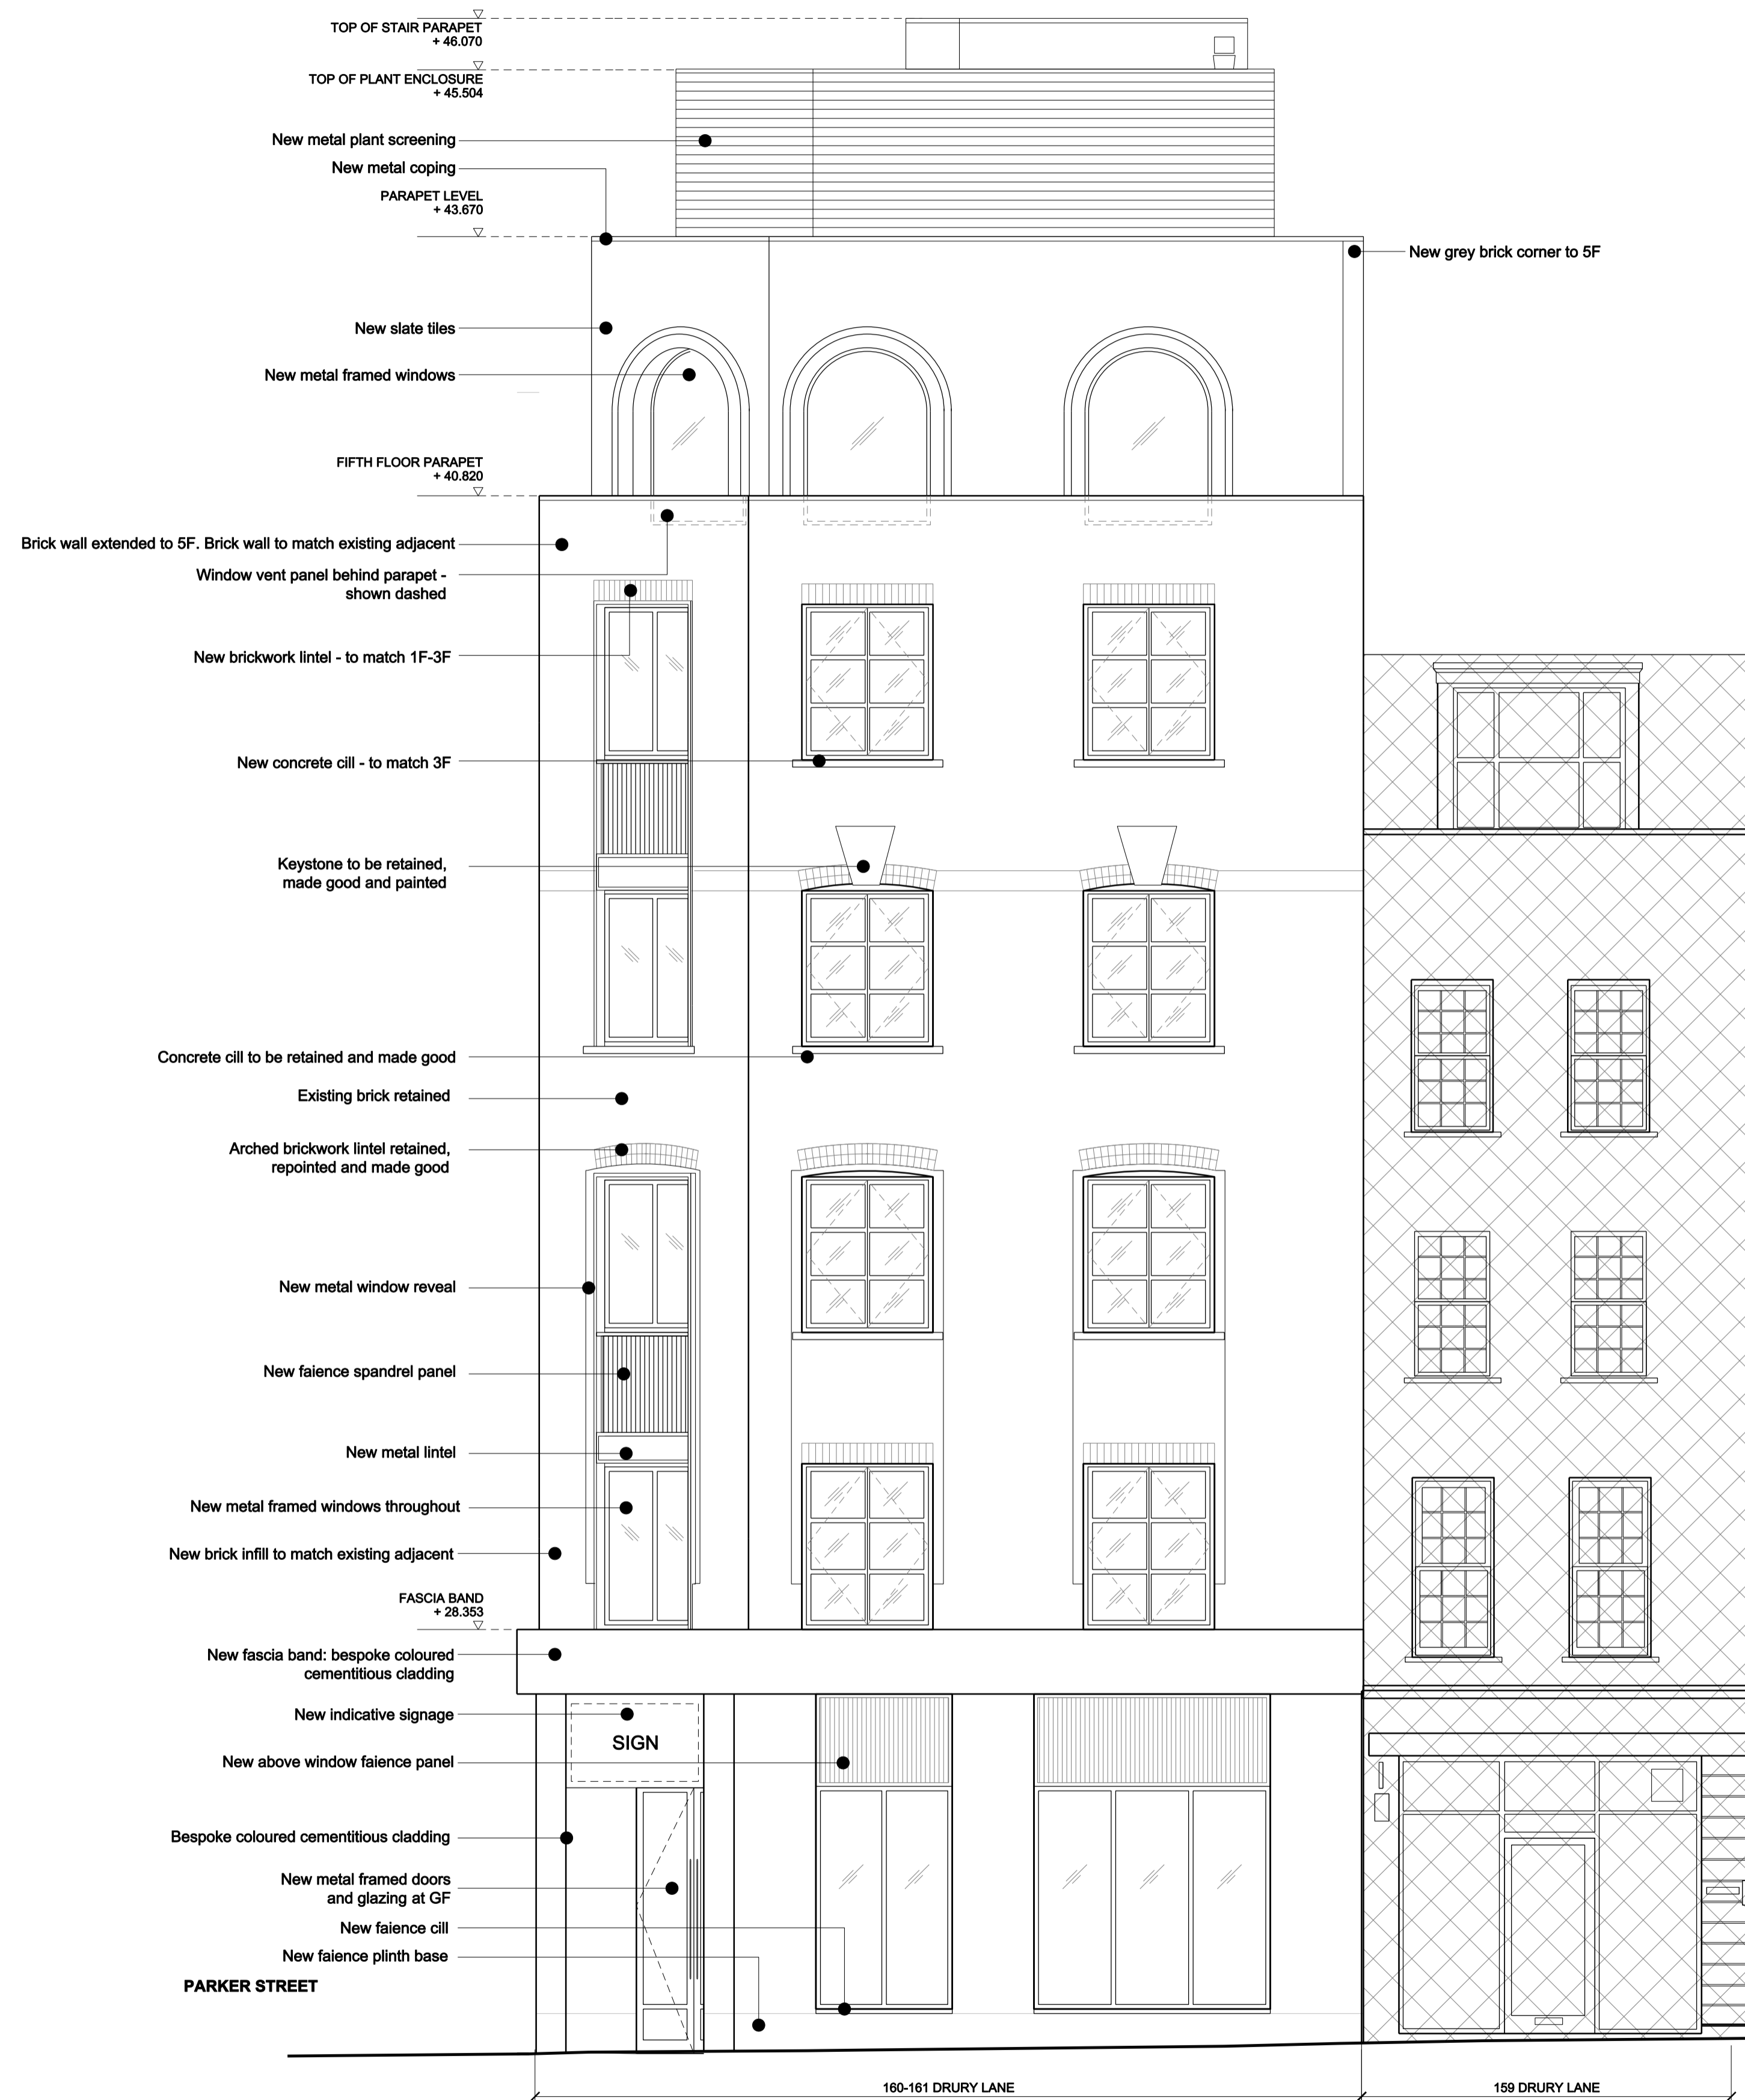 TOP OF STAIR PARAPET
+ 46.070
TOP OF PLANT ENCLOSURE
+ 45.504
New metal plant screening
New metal coping
PARAPET LEVEL
+ 43.670
New grey brick corner to 5F
New slate tiles
New metal framed windows
FIFTH FLOOR PARAPET
+ 40.820
Brick wall extended to 5F. Brick wall to match existing adjacent
Window vent panel behind parapet -
shown dashed
New brickwork lintel - to match 1F-3F
New concrete cill - to match 3F
Keystone to be retained,
made good and painted
Concrete cill to be retained and made good
Existing brick retained
Arched brickwork lintel retained,
repointed and made good
New metal window reveal
New faience spandrel panel
New metal lintel
New metal framed windows throughout
New brick infill to match existing adjacent
FASCIA BAND
+ 28.353
New fascia band: bespoke coloured
cementitious cladding
New indicative signage
SIGN
New above window faience panel
Bespoke coloured cementitious cladding
New metal framed doors
and glazing at GF
New faience cill
New faience plinth base
PARKER STREET
160-161 DRURY LANE
159 DRURY LANE